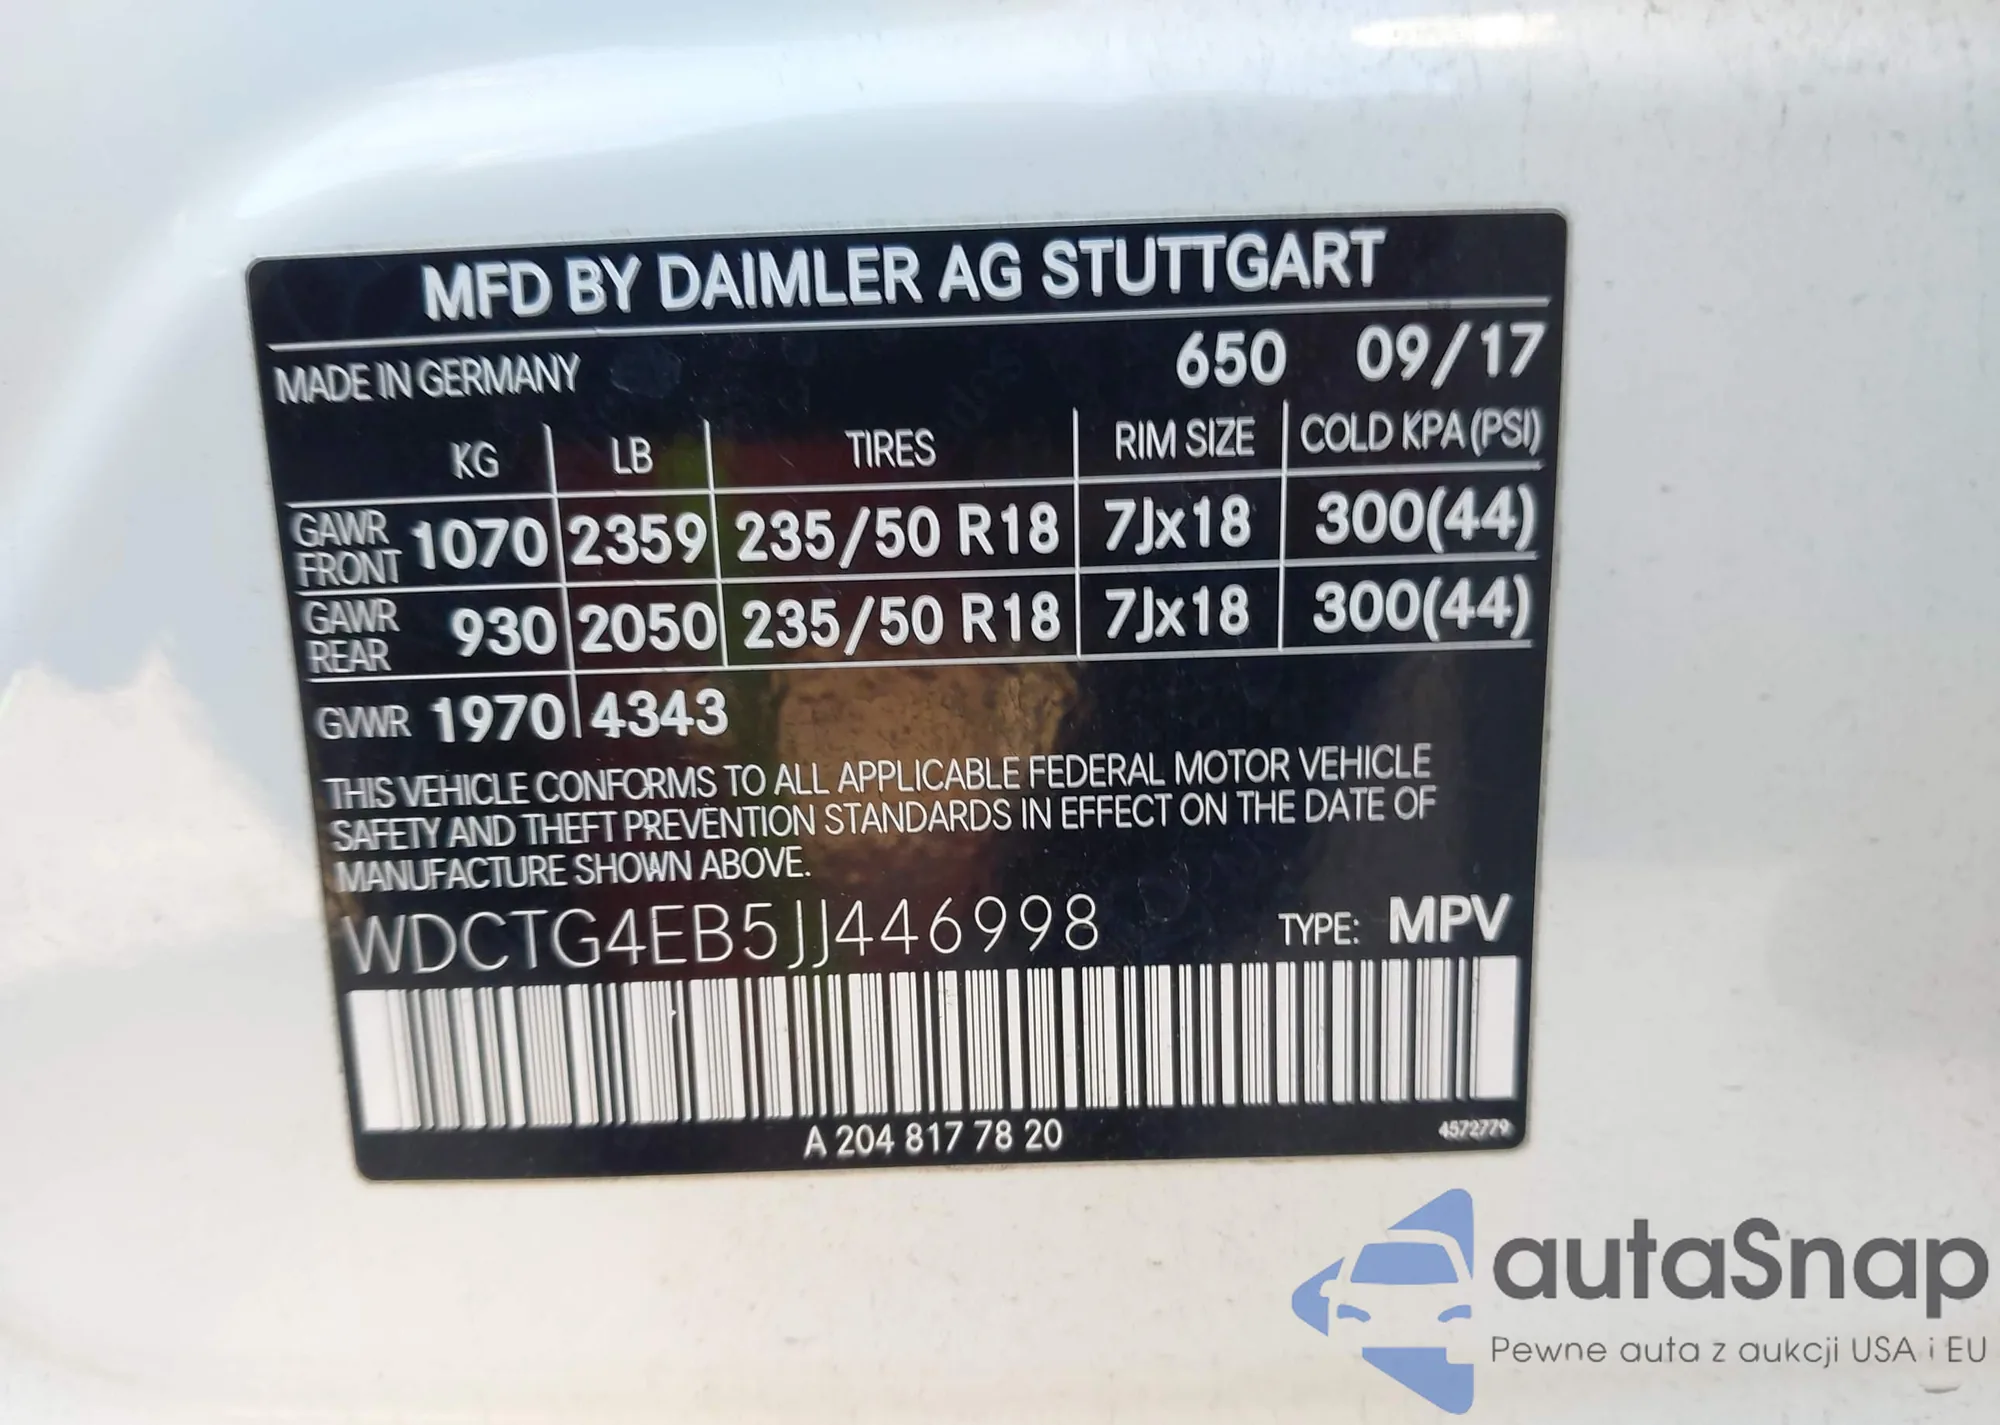 MFD BY DAIMLER AG STUTTGART
MADE IN GERMANY 650 09/17
KG LB TIRES RIM SIZE COLD KPA (PSI)
GAWR FRONT 1070 2359 235/50 R18 7Jx18 300(44)
GAWR REAR 930 2050 235/50 R18 7Jx18 300(44)
GVWR 1970 4343
THIS VEHICLE CONFORMS TO ALL APPLICABLE FEDERAL MOTOR VEHICLE
SAFETY AND THEFT PREVENTION STANDARDS IN EFFECT ON THE DATE OF
MANUFACTURE SHOWN ABOVE.
WDCTG4EB5JJ446998 TYPE: MPV
A 204 817 78 20 4572779
autaSnap
Pewne auta z aukcji USA i EU